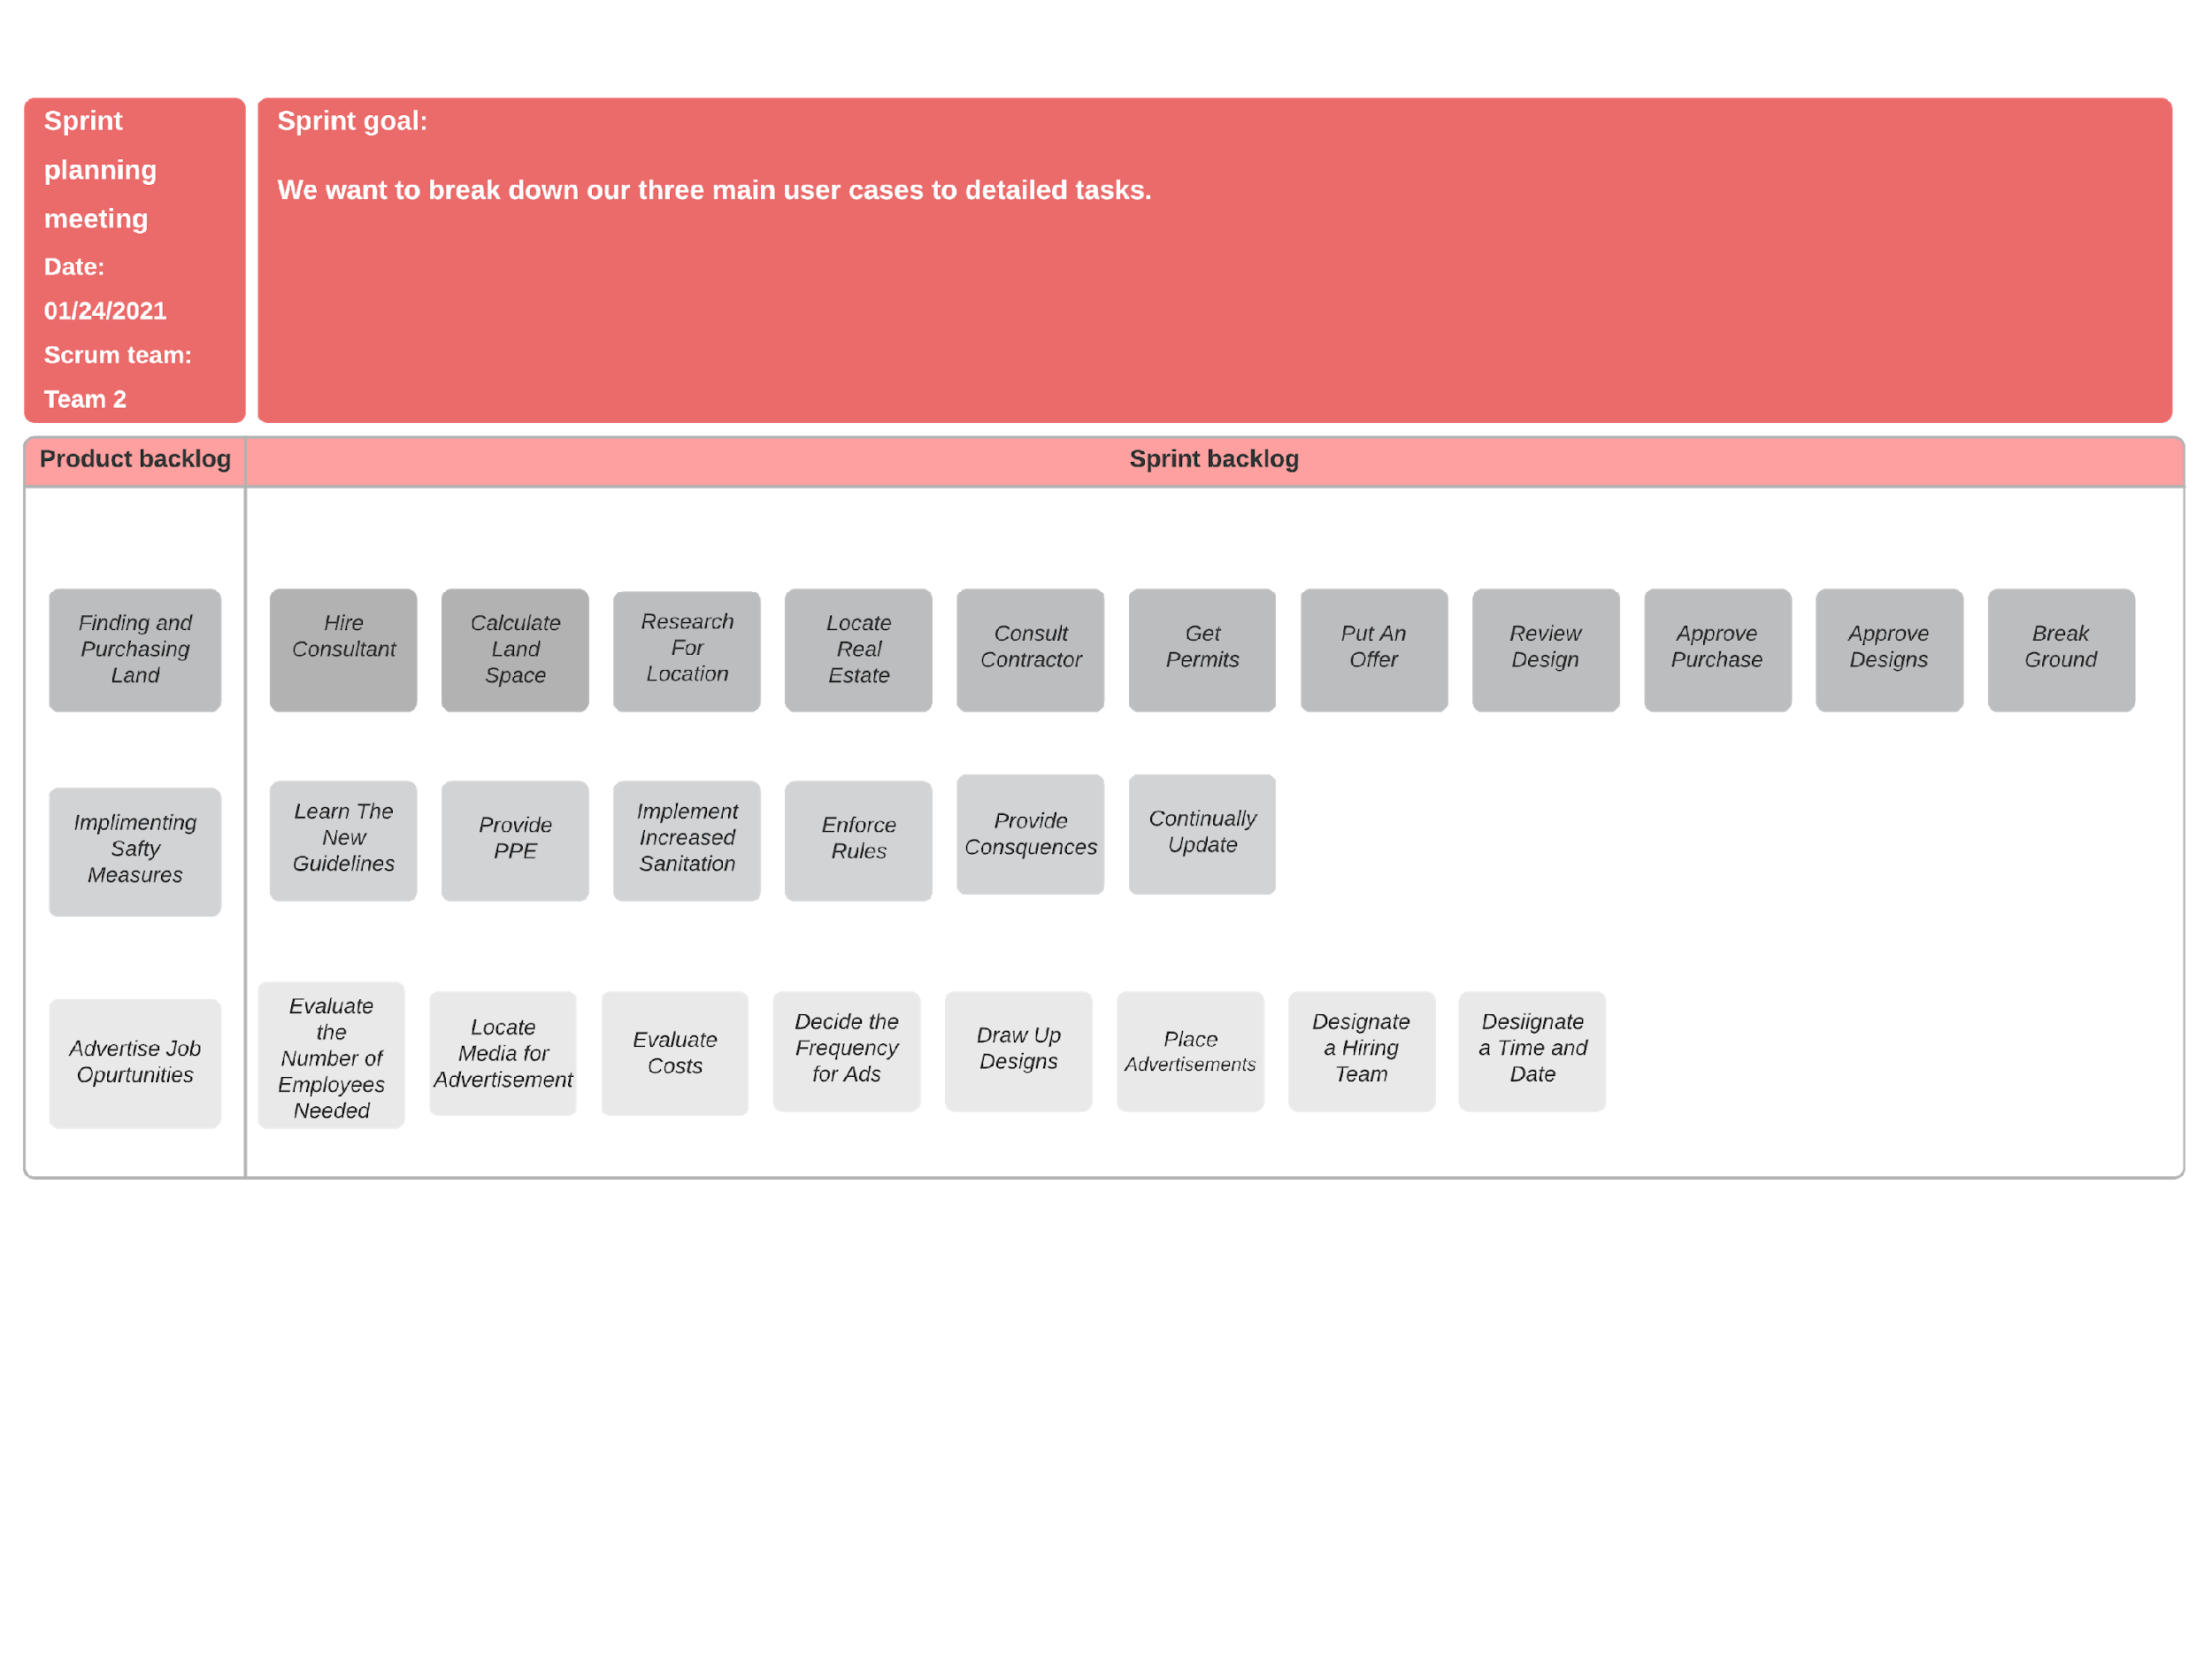 Sprint
planning
meeting
Date:
01/24/2021
Scrum team:
Team 2
Sprint goal:
We want to break down our three main user cases to detailed tasks.
Product backlog
Sprint backlog
Finding and
Purchasing
Land
Hire
Consultant
Calculate
Land
Space
Research
For
Location
Locate
Real
Estate
Consult
Contractor
Get
Permits
Put An
Offer
Review
Design
Approve
Purchase
Approve
Designs
Break
Ground
Implimenting
Safty
Measures
Learn The
New
Guidelines
Provide
PPE
Implement
Increased
Sanitation
Enforce
Rules
Provide
Consquences
Continually
Update
Advertise Job
Opurtunities
Evaluate
the
Number of
Employees
Needed
Locate
Media for
Advertisement
Evaluate
Costs
Decide the
Frequency
for Ads
Draw Up
Designs
Place
Advertisements
Designate
a Hiring
Team
Desiignate
a Time and
Date